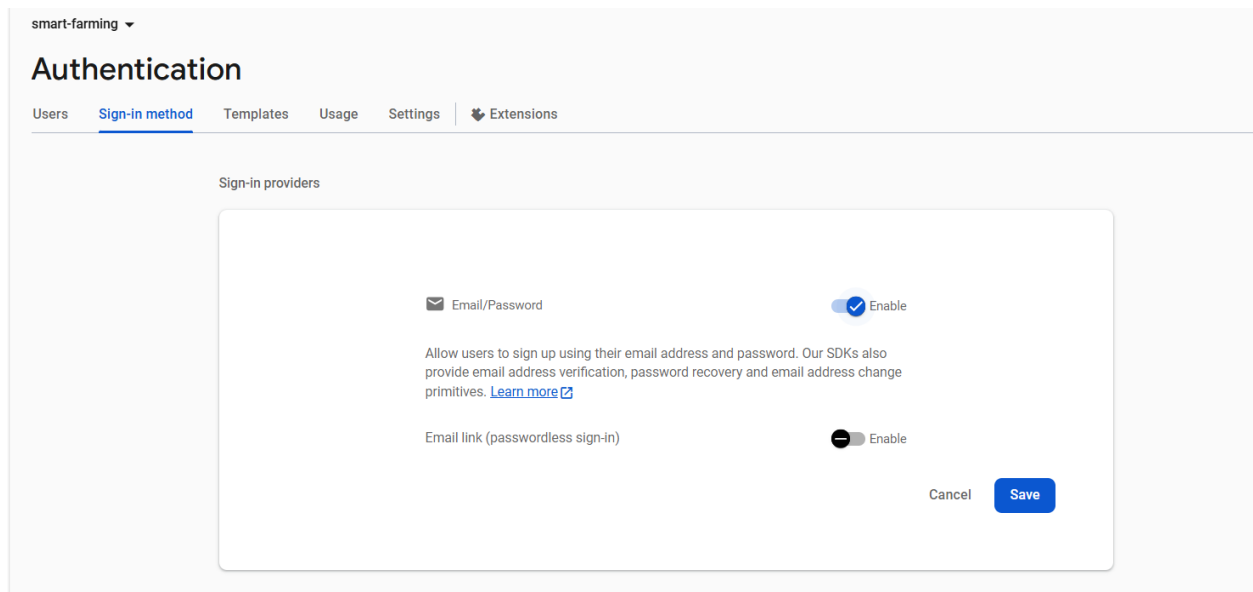 smart-farming
Authentication
Users Sign-in method Templates Usage Settings Extensions
Sign-in providers
Email/Password Enable
Allow users to sign up using their email address and password. Our SDKs also
provide email address verification, password recovery and email address change
primitives. Learn more
Email link (passwordless sign-in) Enable
Cancel Save